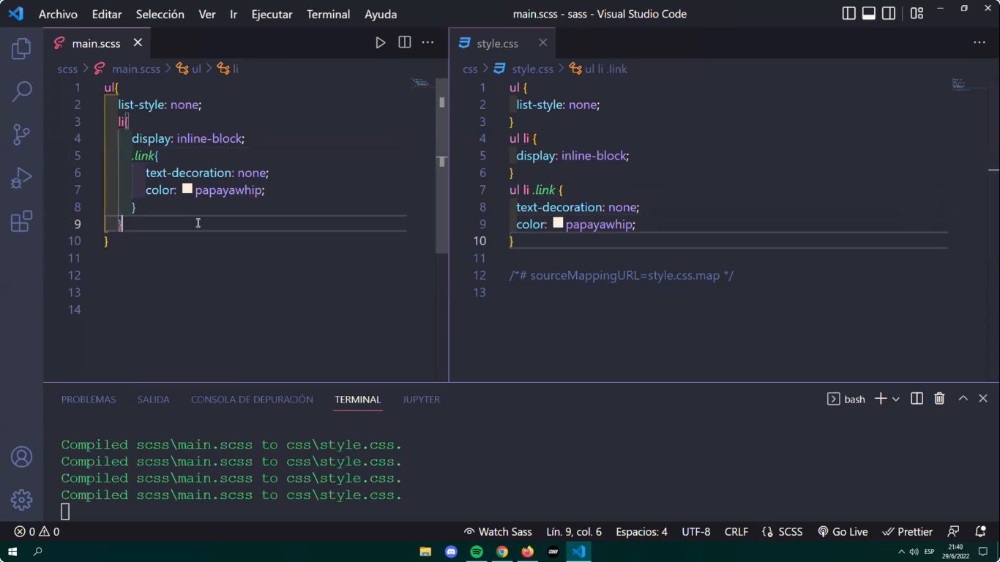 Archivo Editar Selección Ver Ir Ejecutar Terminal Ayuda main.scss - sass - Visual Studio Code
main.scss
scss > main.scss > ul > li
1 ul{
2 list-style: none;
3 li{
4 display: inline-block;
5 .link{
6 text-decoration: none;
7 color: papayawhip;
8 }
9 }
10 }
11
12
13
14
style.css
css > style.css > ul li .link
1 ul {
2 list-style: none;
3 }
4 ul li {
5 display: inline-block;
6 }
7 ul li .link {
8 text-decoration: none;
9 color: papayawhip;
10 }
11
12 /*# sourceMappingURL=style.css.map */
13
PROBLEMAS SALIDA CONSOLA DE DEPURACIÓN TERMINAL JUPYTER bash
Compiled scss\main.scss to css\style.css.
Compiled scss\main.scss to css\style.css.
Compiled scss\main.scss to css\style.css.
Compiled scss\main.scss to css\style.css.
0 0 Watch Sass Lín. 9, col. 6 Espacios: 4 UTF-8 CRLF SCSS Go Live Prettier
CODER ESP 21:40
29/6/2022